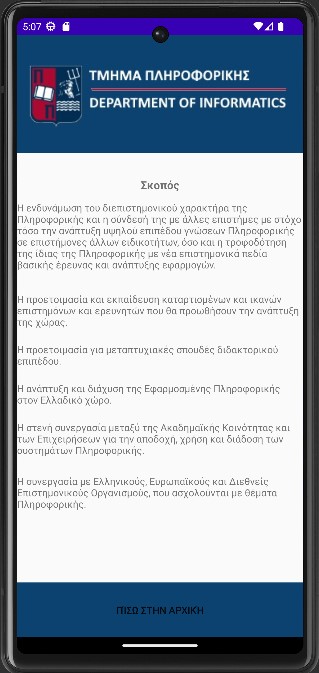 5:07
ΤΜΗΜΑ ΠΛΗΡΟΦΟΡΙΚΗΣ
DEPARTMENT OF INFORMATICS
Σκοπός
Η ενδυνάμωση του διεπιστημονικού χαρακτήρα της
Πληροφορικής και η σύνδεσή της με άλλες επιστήμες με στόχο
τόσο την ανάπτυξη υψηλού επιπέδου γνώσεων Πληροφορικής
σε επιστήμονες άλλων ειδικοτήτων, όσο και η τροφοδότηση
της ίδιας της Πληροφορικής με νέα επιστημονικά πεδία
βασικής έρευνας και ανάπτυξης εφαρμογών.
Η προετοιμασία και εκπαίδευση καταρτισμένων και ικανών
επιστημόνων και ερευνητών που θα προωθήσουν την ανάπτυξη
της χώρας.
Η προετοιμασία για μεταπτυχιακές σπουδές διδακτορικού
επιπέδου.
Η ανάπτυξη και διάχυση της Εφαρμοσμένης Πληροφορικής
στον Ελλαδικό χώρο.
Η στενή συνεργασία μεταξύ της Ακαδημαϊκής Κοινότητας και
των Επιχειρήσεων για την αποδοχή, χρήση και διάδοση των
συστημάτων Πληροφορικής.
Η συνεργασία με Ελληνικούς, Ευρωπαϊκούς και Διεθνείς
Επιστημονικούς Οργανισμούς, που ασχολούνται με θέματα
Πληροφορικής.
ΠΙΣΩ ΣΤΗΝ ΑΡΧΙΚΗ